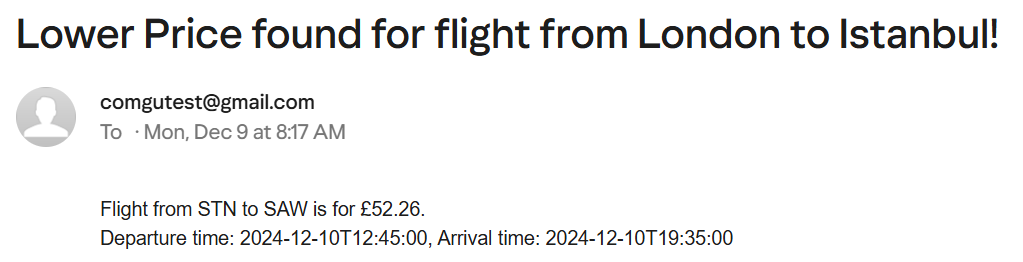 Lower Price found for flight from London to Istanbul!
comgutest@gmail.com
To · Mon, Dec 9 at 8:17 AM
Flight from STN to SAW is for £52.26.
Departure time: 2024-12-10T12:45:00, Arrival time: 2024-12-10T19:35:00